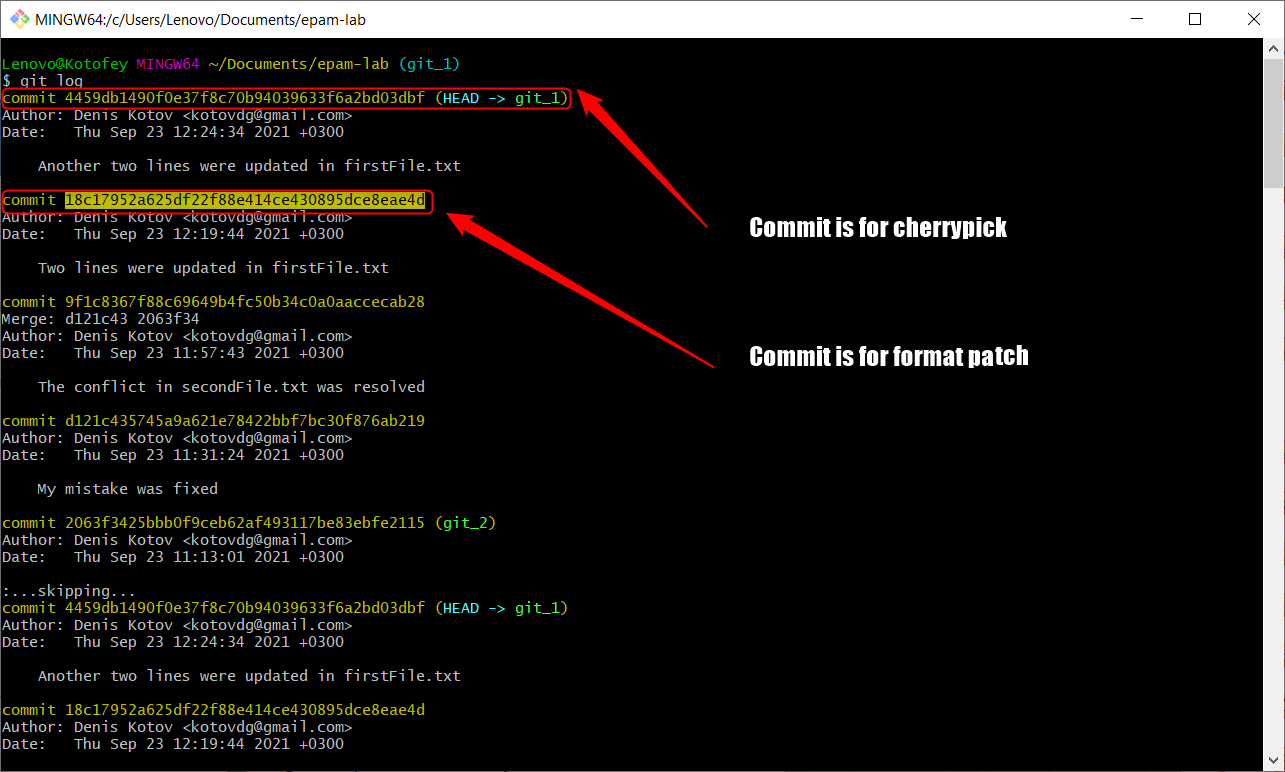 MINGW64:/c/Users/Lenovo/Documents/epam-lab
Lenovo@Kotofey MINGW64 ~/Documents/epam-lab (git_1)
$ git log
commit 4459db1490f0e37f8c70b94039633f6a2bd03dbf (HEAD -> git_1)
Author: Denis Kotov <kotovdg@gmail.com>
Date:   Thu Sep 23 12:24:34 2021 +0300
Another two lines were updated in firstFile.txt
commit 18c17952a625df22f88e414ce430895dce8eae4d
Author: Denis Kotov <kotovdg@gmail.com>
Date:   Thu Sep 23 12:19:44 2021 +0300
Commit is for cherrypick
Two lines were updated in firstFile.txt
commit 9f1c8367f88c69649b4fc50b34c0a0aaccecab28
Merge: d121c43 2063f34
Author: Denis Kotov <kotovdg@gmail.com>
Date:   Thu Sep 23 11:57:43 2021 +0300
Commit is for format patch
The conflict in secondFile.txt was resolved
commit d121c435745a9a621e78422bbf7bc30f876ab219
Author: Denis Kotov <kotovdg@gmail.com>
Date:   Thu Sep 23 11:31:24 2021 +0300
My mistake was fixed
commit 2063f3425bbb0f9ceb62af493117be83ebfe2115 (git_2)
Author: Denis Kotov <kotovdg@gmail.com>
Date:   Thu Sep 23 11:13:01 2021 +0300
:...skipping...
commit 4459db1490f0e37f8c70b94039633f6a2bd03dbf (HEAD -> git_1)
Author: Denis Kotov <kotovdg@gmail.com>
Date:   Thu Sep 23 12:24:34 2021 +0300
Another two lines were updated in firstFile.txt
commit 18c17952a625df22f88e414ce430895dce8eae4d
Author: Denis Kotov <kotovdg@gmail.com>
Date:   Thu Sep 23 12:19:44 2021 +0300